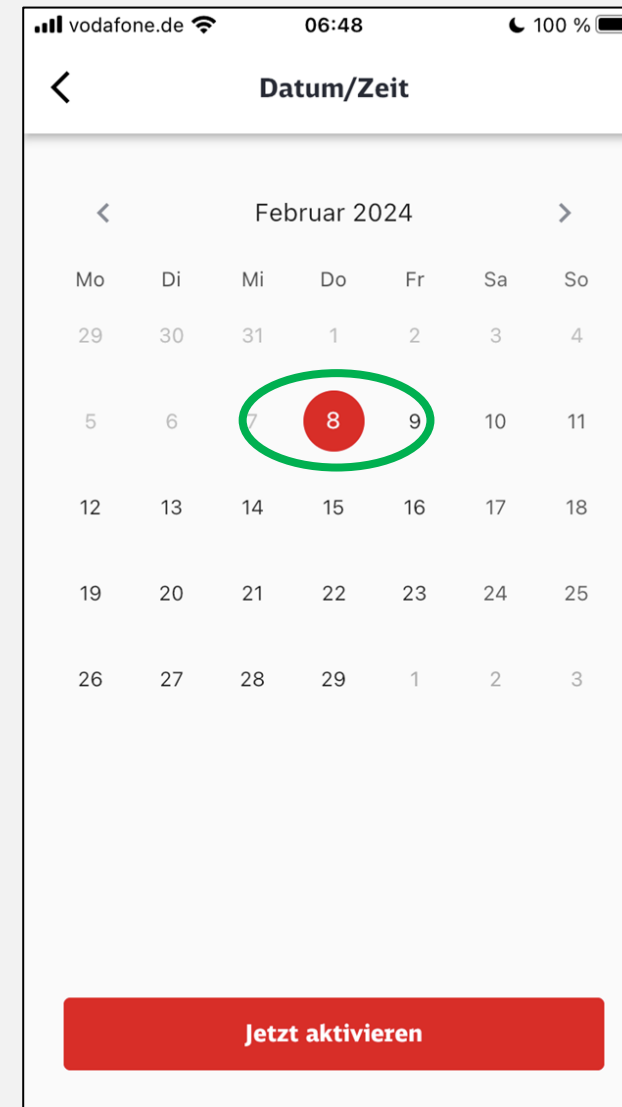 vodafone.de 06:48 100 %
Datum/Zeit
Februar 2024
Mo Di Mi Do Fr Sa So
29 30 31 1 2 3 4
5 6 7 8 9 10 11
12 13 14 15 16 17 18
19 20 21 22 23 24 25
26 27 28 29 1 2 3
Jetzt aktivieren